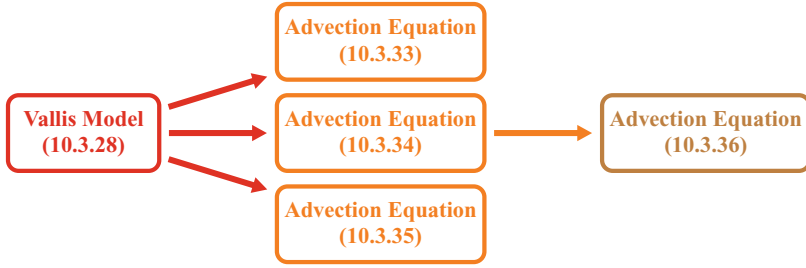 Vallis Model
(10.3.28)
Advection Equation
(10.3.33)
Advection Equation
(10.3.34)
Advection Equation
(10.3.35)
Advection Equation
(10.3.36)